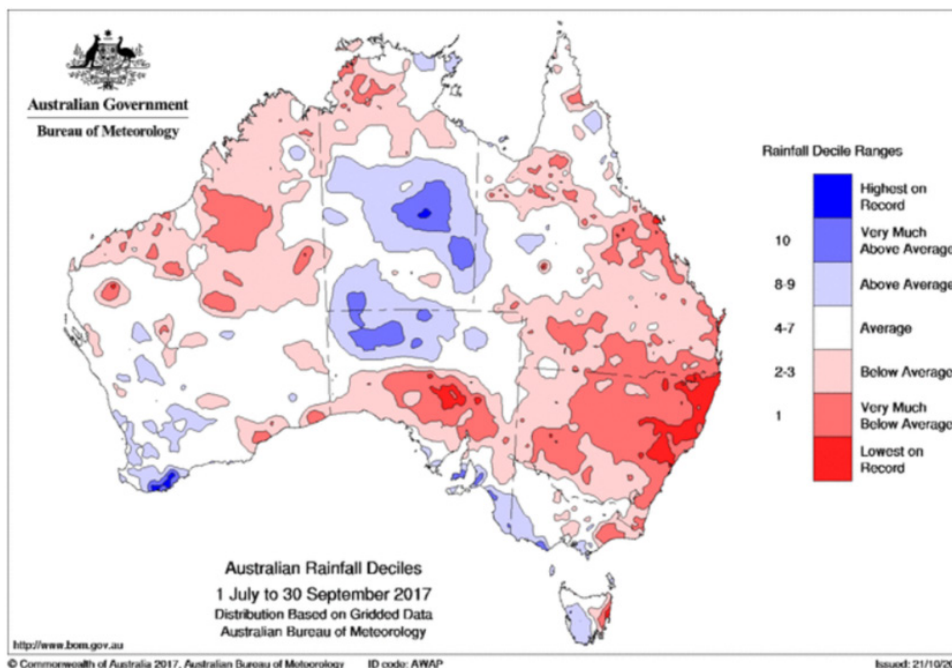 Australian Government
Bureau of Meteorology
Rainfall Decile Ranges
Highest on
Record
10
Very Much
Above Average
8-9
Above Average
4-7
Average
2-3
Below Average
1
Very Much
Below Average
Lowest on
Record
Australian Rainfall Deciles
1 July to 30 September 2017
Distribution Based on Gridded Data
Australian Bureau of Meteorology
http://www.bom.gov.au
© Commonwealth of Australia 2017, Australian Bureau of Meteorology
ID code: AWAP
Issued: